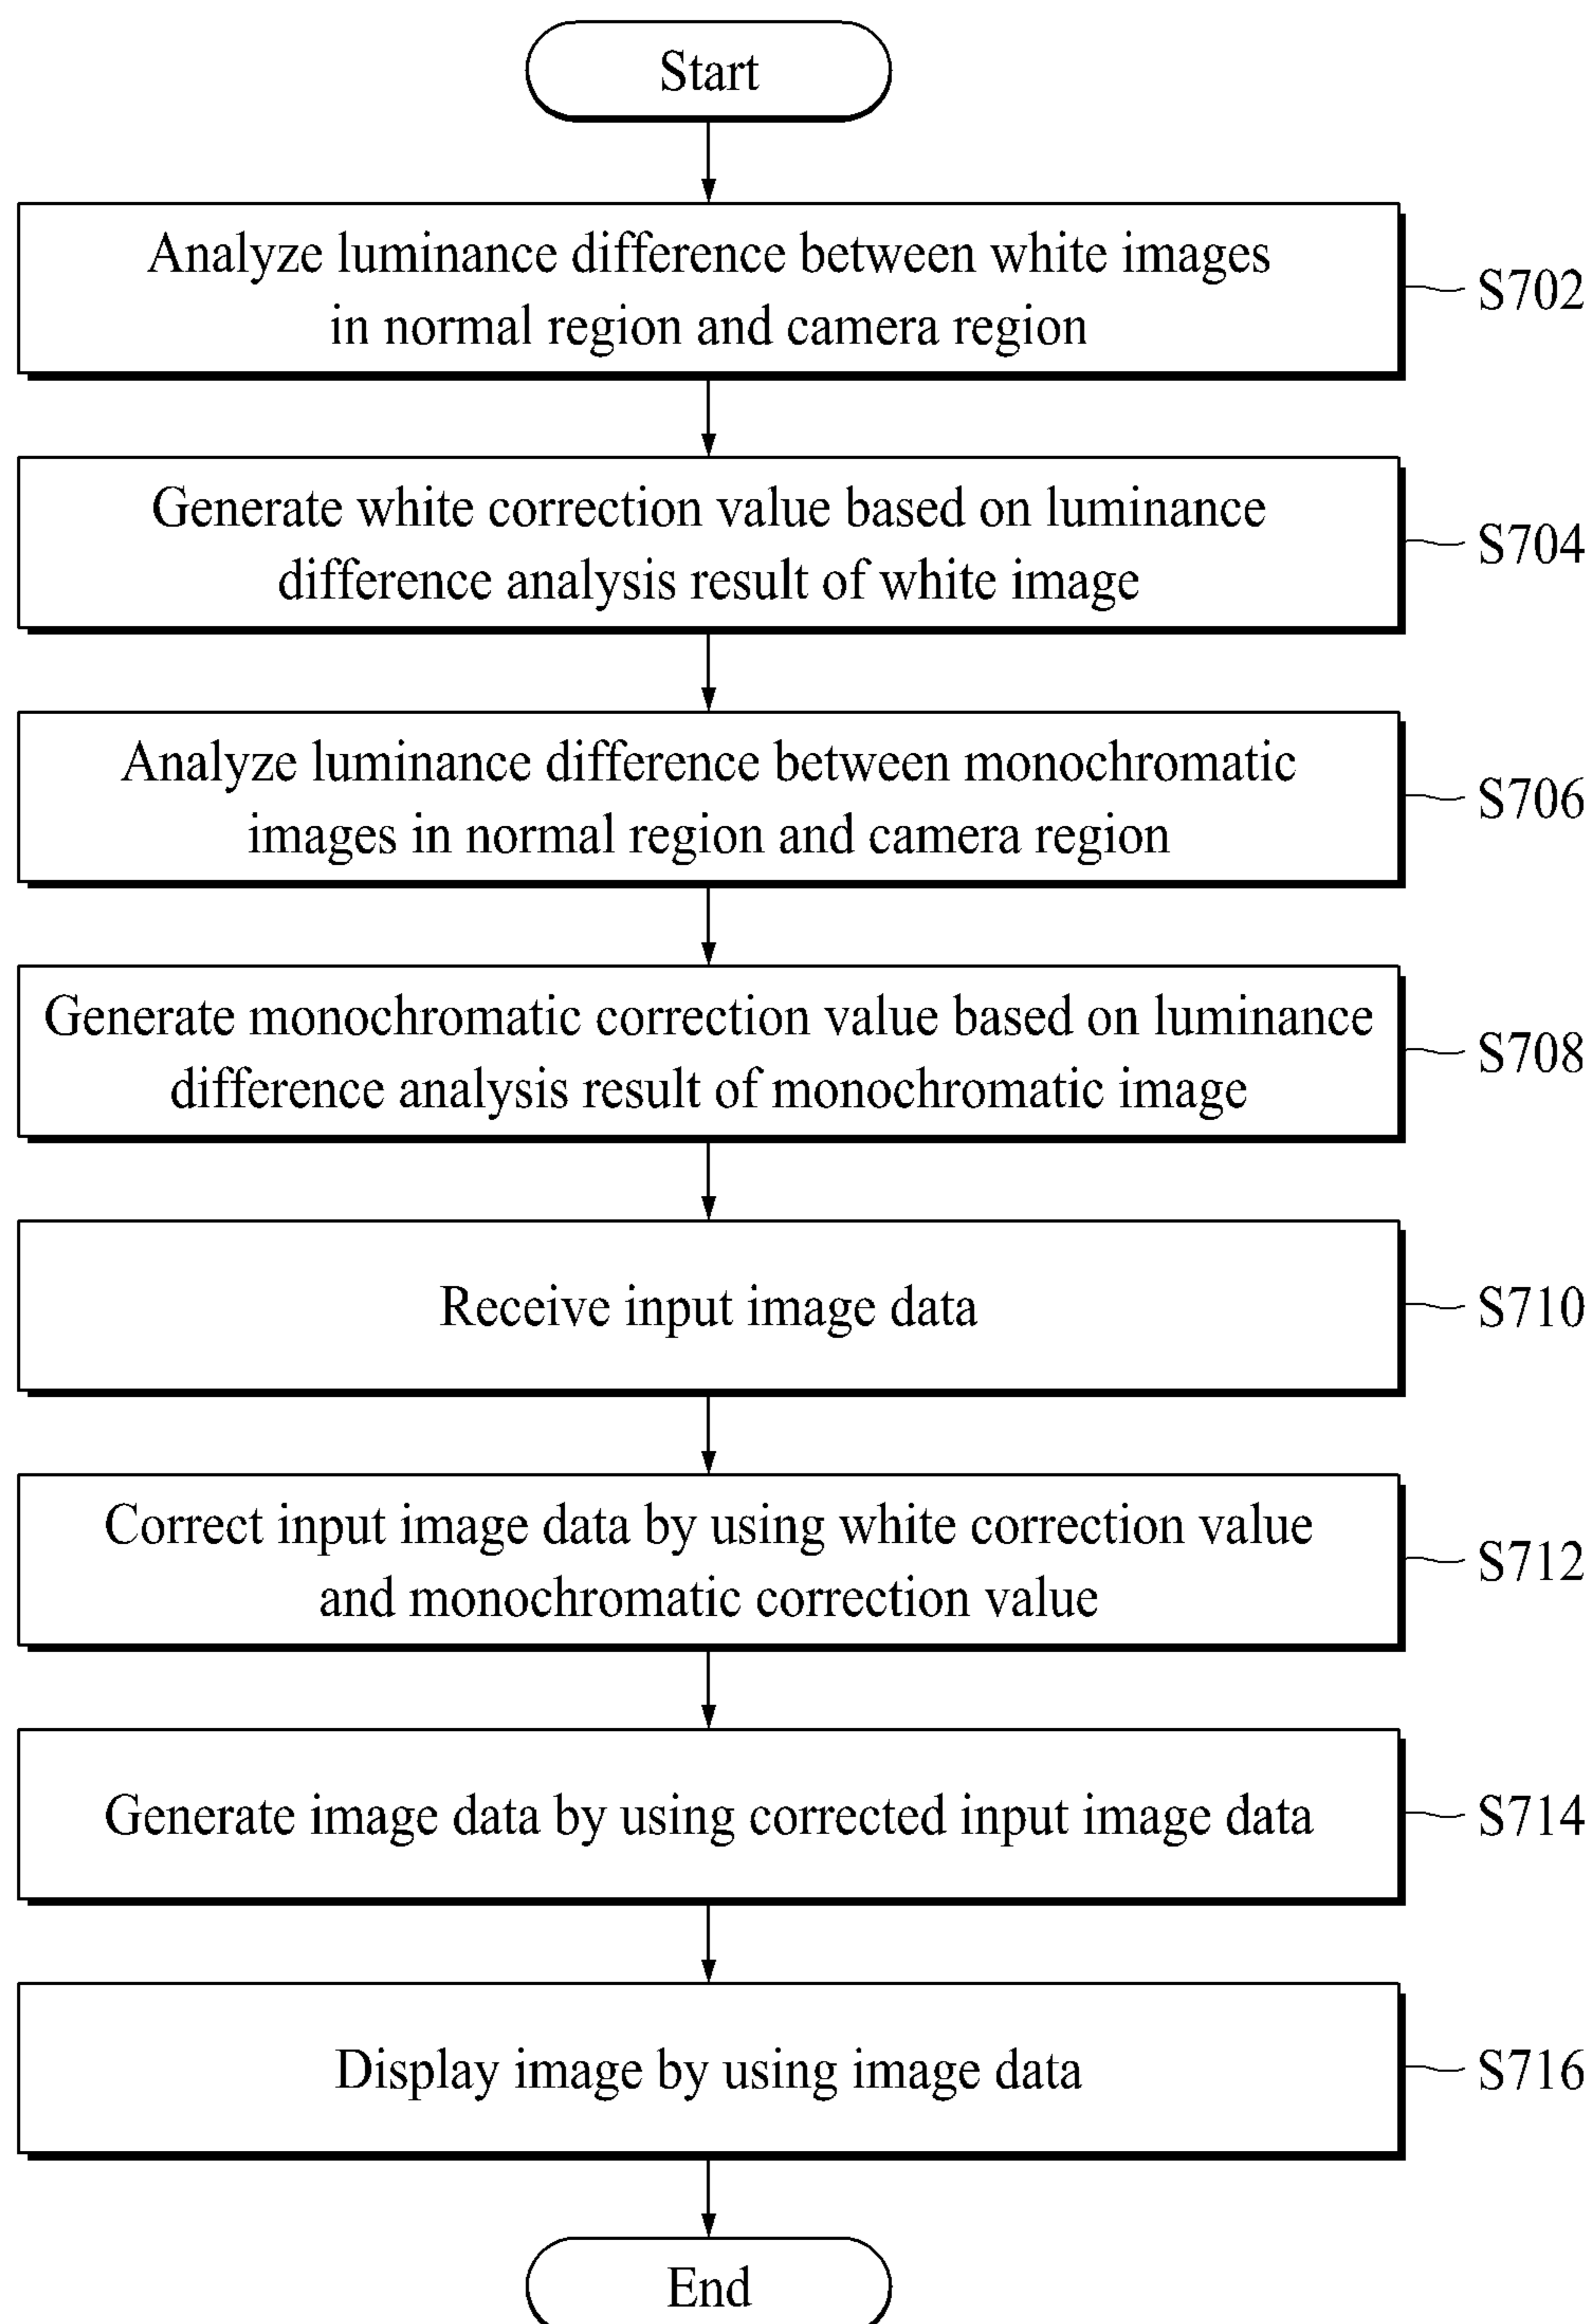 Start
Analyze luminance difference between white images
in normal region and camera region
S702
Generate white correction value based on luminance
difference analysis result of white image
S704
Analyze luminance difference between monochromatic
images in normal region and camera region
S706
Generate monochromatic correction value based on luminance
difference analysis result of monochromatic image
S708
Receive input image data
S710
Correct input image data by using white correction value
and monochromatic correction value
S712
Generate image data by using corrected input image data
S714
Display image by using image data
S716
End